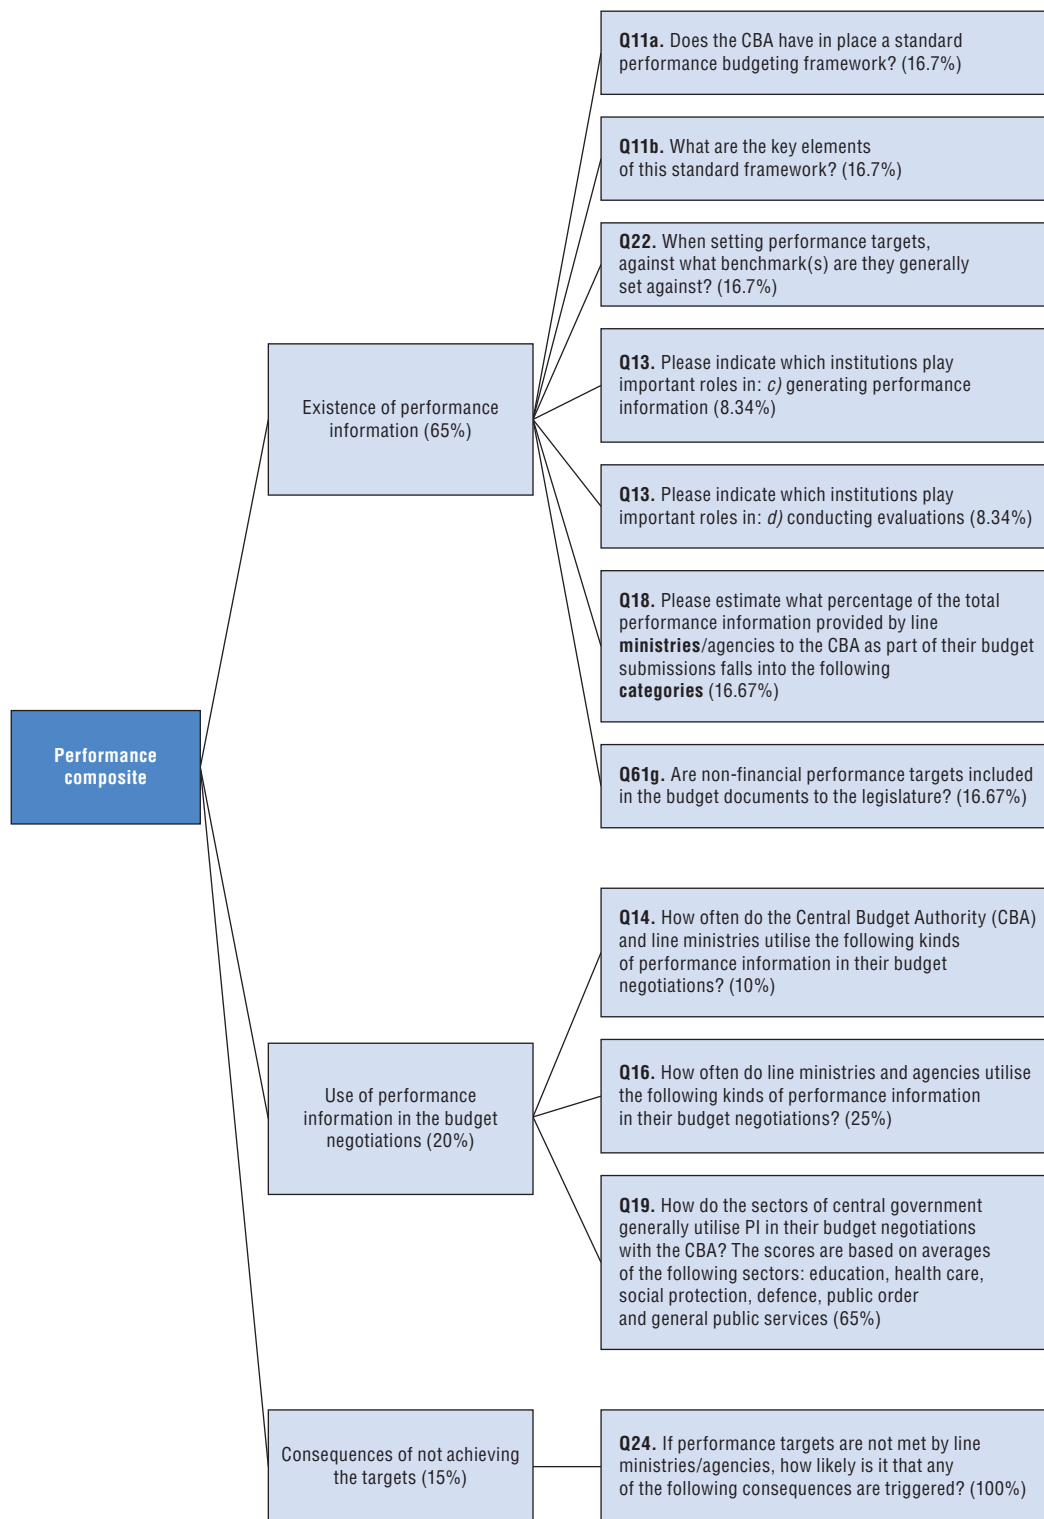 Q11a. Does the CBA have in place a standard
performance budgeting framework? (16.7%)
Q11b. What are the key elements
of this standard framework? (16.7%)
Q22. When setting performance targets,
against what benchmark(s) are they generally
set against? (16.7%)
Existence of performance
information (65%)
Q13. Please indicate which institutions play
important roles in: c) generating performance
information (8.34%)
Q13. Please indicate which institutions play
important roles in: d) conducting evaluations (8.34%)
Q18. Please estimate what percentage of the total
performance information provided by line
ministries/agencies to the CBA as part of their budget
submissions falls into the following
categories (16.67%)
Performance
composite
Q61g. Are non-financial performance targets included
in the budget documents to the legislature? (16.67%)
Q14. How often do the Central Budget Authority (CBA)
and line ministries utilise the following kinds
of performance information in their budget
negotiations? (10%)
Use of performance
information in the budget
negotiations (20%)
Q16. How often do line ministries and agencies utilise
the following kinds of performance information
in their budget negotiations? (25%)
Q19. How do the sectors of central government
generally utilise PI in their budget negotiations
with the CBA? The scores are based on averages
of the following sectors: education, health care,
social protection, defence, public order
and general public services (65%)
Consequences of not achieving
the targets (15%)
Q24. If performance targets are not met by line
ministries/agencies, how likely is it that any
of the following consequences are triggered? (100%)